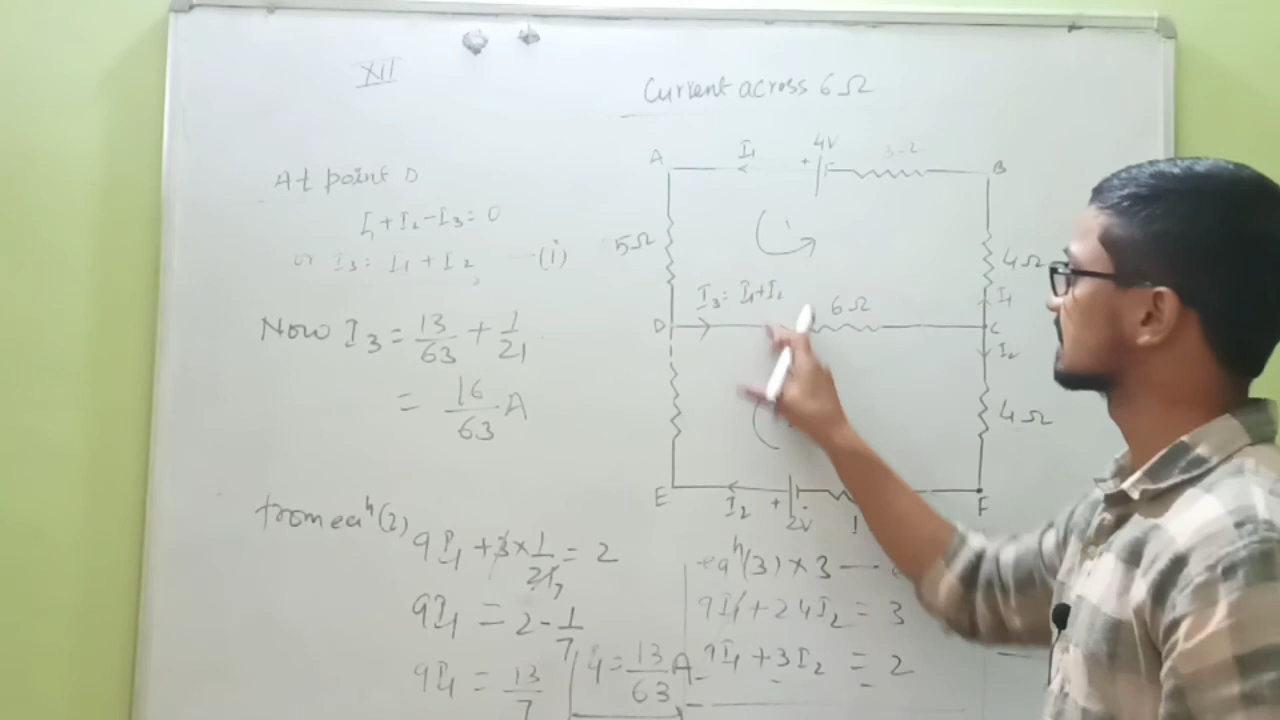 XII
Current across 6Ω
At point D
I₁+I₂-I₃=0
or I₃= I₁+I₂, —(i)
Now I₃ = 13/63 + 1/21
= 16/63 A
from eqⁿ(2)
9I₁ + 3×1/21,7 = 2
9I₁ = 2 - 1/7
9I₁ = 13/7
I₁=13/63 A
A
I₁
+
4V
B
5Ω
4Ω
I₃= I₁+I₂
6Ω
I₁
D
C
I₂
4Ω
E
I₂
+
2V
1
F
eqⁿ(3)×3 —
9I₁+24I₂ = 3
9I₁+3I₂ = 2
- - -